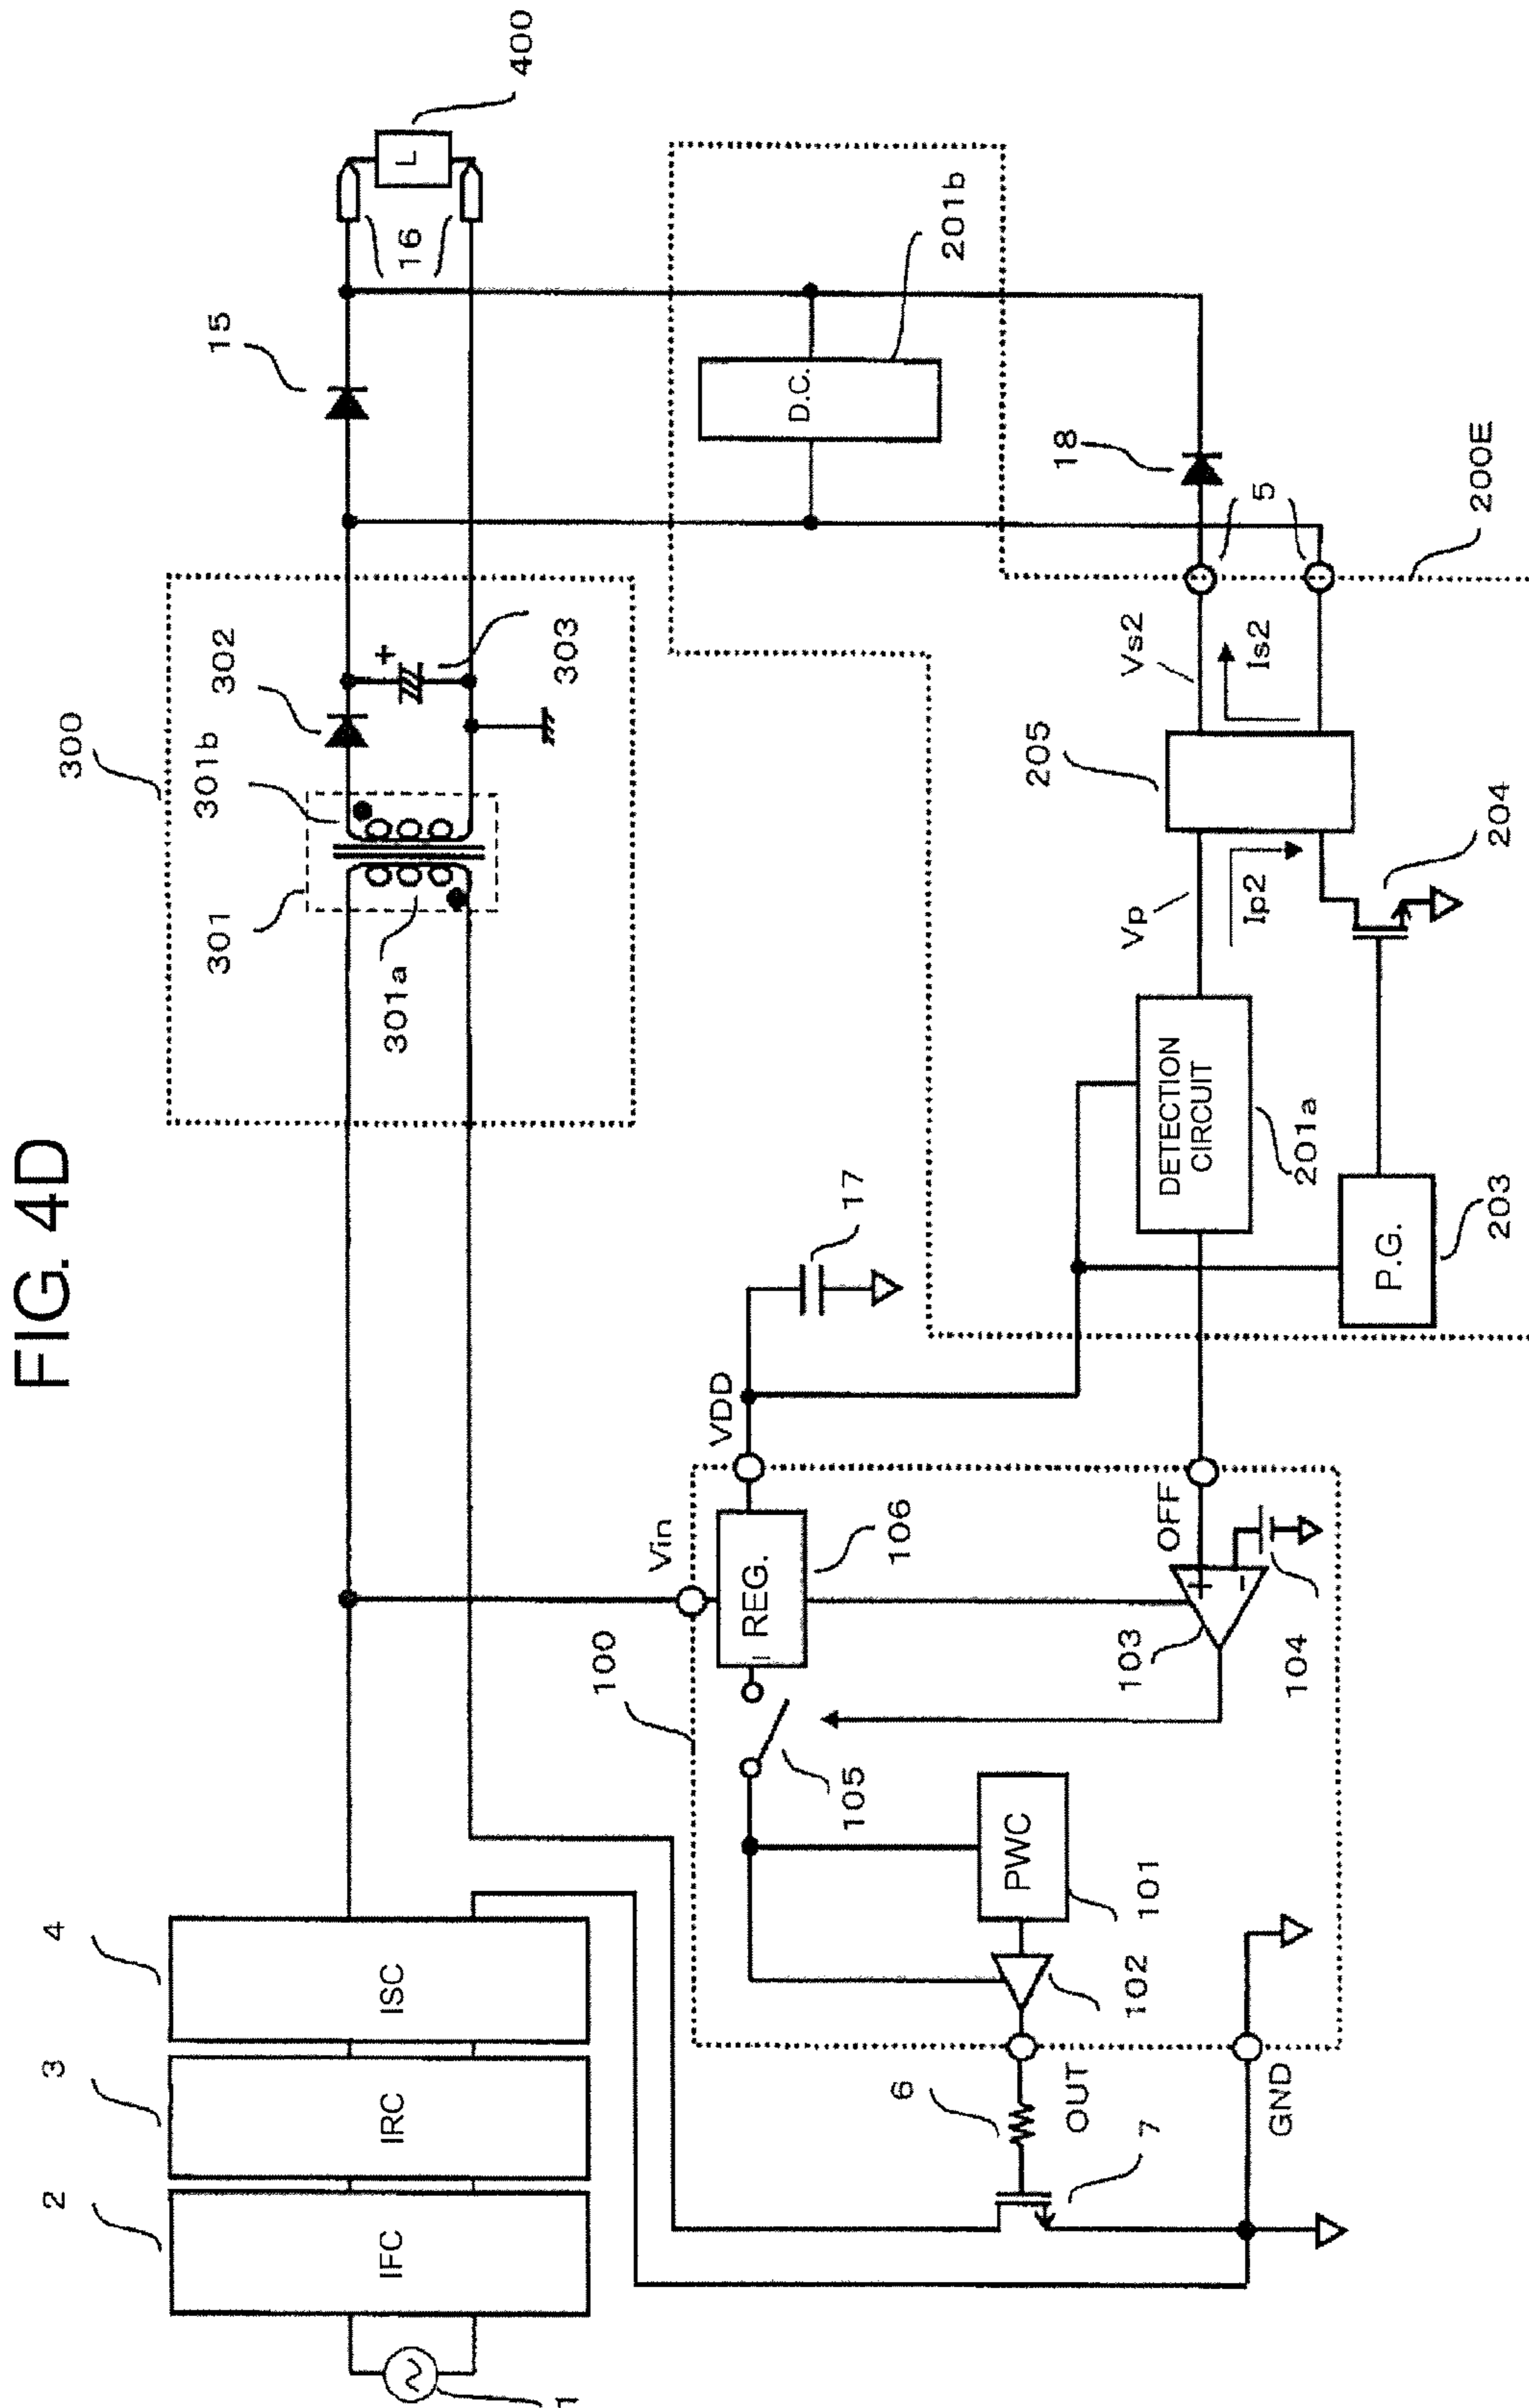 FIG. 4D
1
2
IFC
3
IRC
4
ISC
300
301
301b
302
301a
303
+
15
16
L
400
100
Vin
VDD
17
REG.
106
105
PWC
101
102
103
+
-
104
OFF
OUT
GND
6
7
D.C.
201b
18
5
200E
Vs2
Is2
205
204
Vp
Ip2
DETECTION
CIRCUIT
201a
P.G.
203